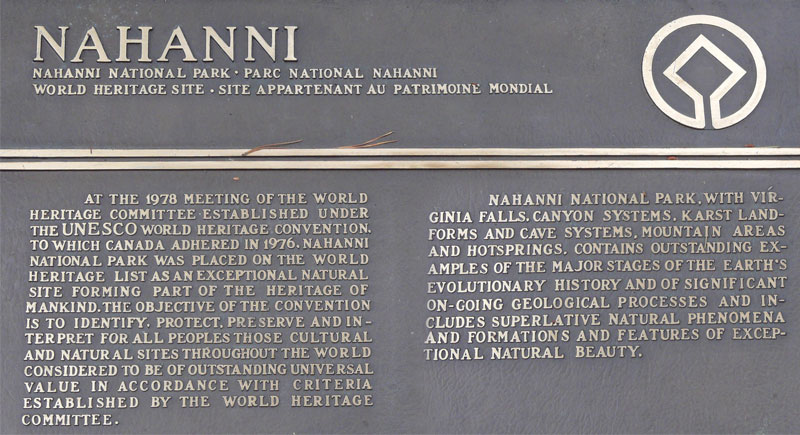 NAHANNI
NAHANNI NATIONAL PARK · PARC NATIONAL NAHANNI
WORLD HERITAGE SITE · SITE APPARTENANT AU PATRIMOINE MONDIAL
AT THE 1978 MEETING OF THE WORLD
HERITAGE COMMITTEE ESTABLISHED UNDER
THE UNESCO WORLD HERITAGE CONVENTION,
TO WHICH CANADA ADHERED IN 1976, NAHANNI
NATIONAL PARK WAS PLACED ON THE WORLD
HERITAGE LIST AS AN EXCEPTIONAL NATURAL
SITE FORMING PART OF THE HERITAGE OF
MANKIND. THE OBJECTIVE OF THE CONVENTION
IS TO IDENTIFY, PROTECT, PRESERVE AND IN-
TERPRET FOR ALL PEOPLES THOSE CULTURAL
AND NATURAL SITES THROUGHOUT THE WORLD
CONSIDERED TO BE OF OUTSTANDING UNIVERSAL
VALUE IN ACCORDANCE WITH CRITERIA
ESTABLISHED BY THE WORLD HERITAGE
COMMITTEE.
NAHANNI NATIONAL PARK, WITH VIR-
GINIA FALLS, CANYON SYSTEMS, KARST LAND-
FORMS AND CAVE SYSTEMS, MOUNTAIN AREAS
AND HOTSPRINGS, CONTAINS OUTSTANDING EX-
AMPLES OF THE MAJOR STAGES OF THE EARTH'S
EVOLUTIONARY HISTORY AND OF SIGNIFICANT
ON-GOING GEOLOGICAL PROCESSES AND IN-
CLUDES SUPERLATIVE NATURAL PHENOMENA
AND FORMATIONS AND FEATURES OF EXCEP-
TIONAL NATURAL BEAUTY.